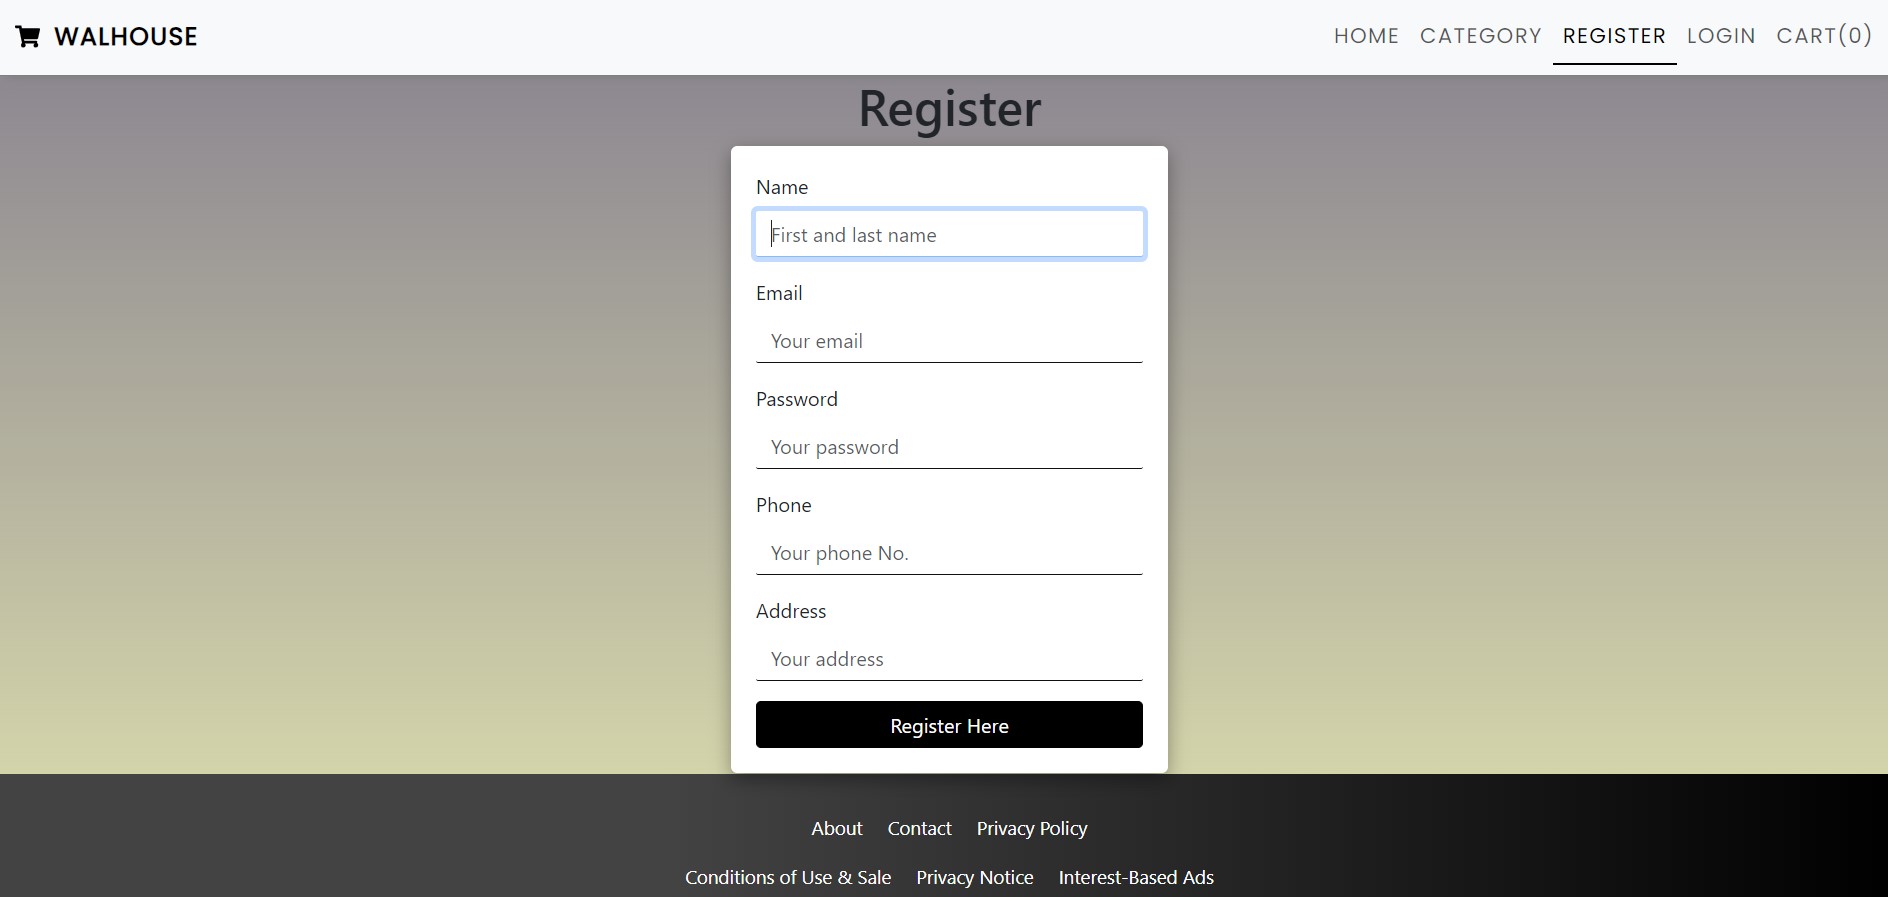 WALHOUSE HOME CATEGORY REGISTER LOGIN CART(0)
Register
Name
First and last name
Email
Your email
Password
Your password
Phone
Your phone No.
Address
Your address
Register Here
About Contact Privacy Policy
Conditions of Use & Sale Privacy Notice Interest-Based Ads